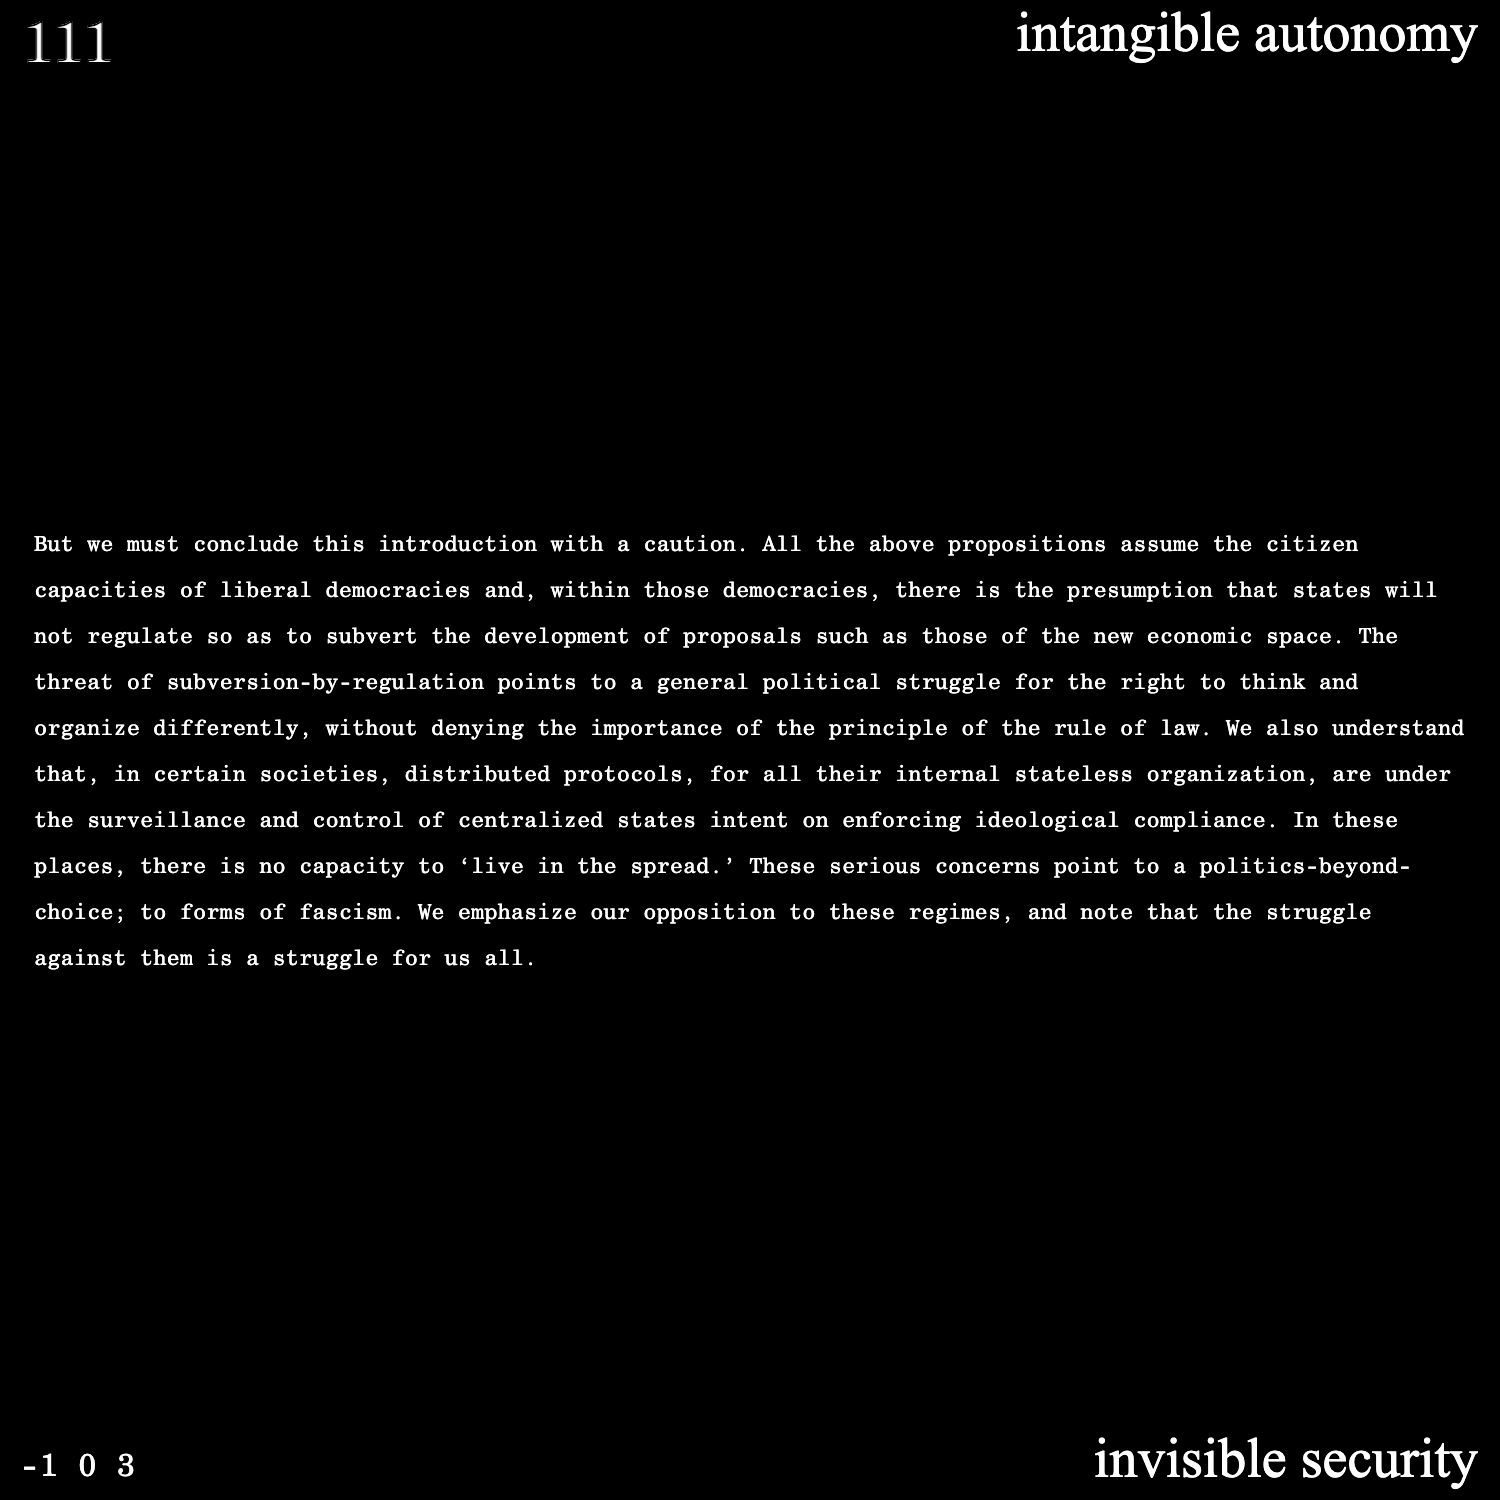 111
intangible autonomy
But we must conclude this introduction with a caution. All the above propositions assume the citizen
capacities of liberal democracies and, within those democracies, there is the presumption that states will
not regulate so as to subvert the development of proposals such as those of the new economic space. The
threat of subversion-by-regulation points to a general political struggle for the right to think and
organize differently, without denying the importance of the principle of the rule of law. We also understand
that, in certain societies, distributed protocols, for all their internal stateless organization, are under
the surveillance and control of centralized states intent on enforcing ideological compliance. In these
places, there is no capacity to ‘live in the spread.’ These serious concerns point to a politics-beyond-
choice; to forms of fascism. We emphasize our opposition to these regimes, and note that the struggle
against them is a struggle for us all.
-1 0 3
invisible security